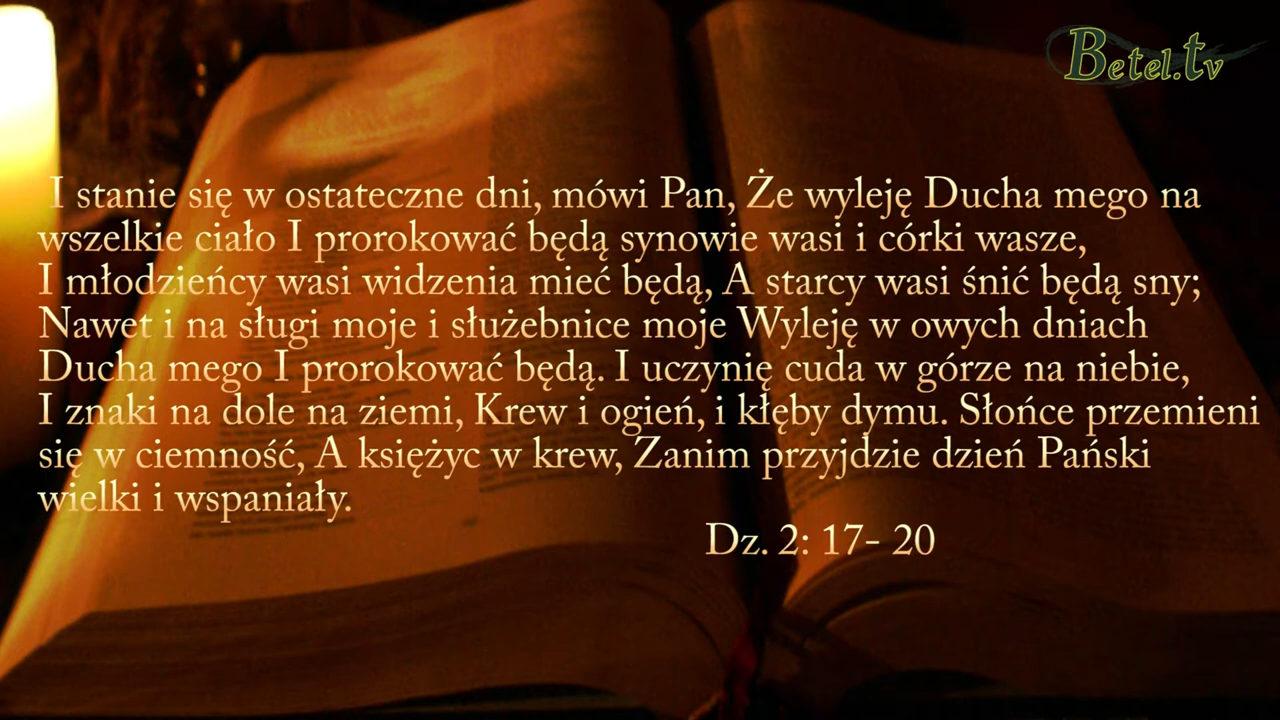 Betel.tv
I stanie się w ostateczne dni, mówi Pan, Że wyleję Ducha mego na
wszelkie ciało I prorokować będą synowie wasi i córki wasze,
I młodzieńcy wasi widzenia mieć będą, A starcy wasi śnić będą sny;
Nawet i na sługi moje i służebnice moje Wyleję w owych dniach
Ducha mego I prorokować będą. I uczynię cuda w górze na niebie,
I znaki na dole na ziemi, Krew i ogień, i kłęby dymu. Słońce przemieni
się w ciemność, A księżyc w krew, Zanim przyjdzie dzień Pański
wielki i wspaniały.
Dz. 2: 17- 20